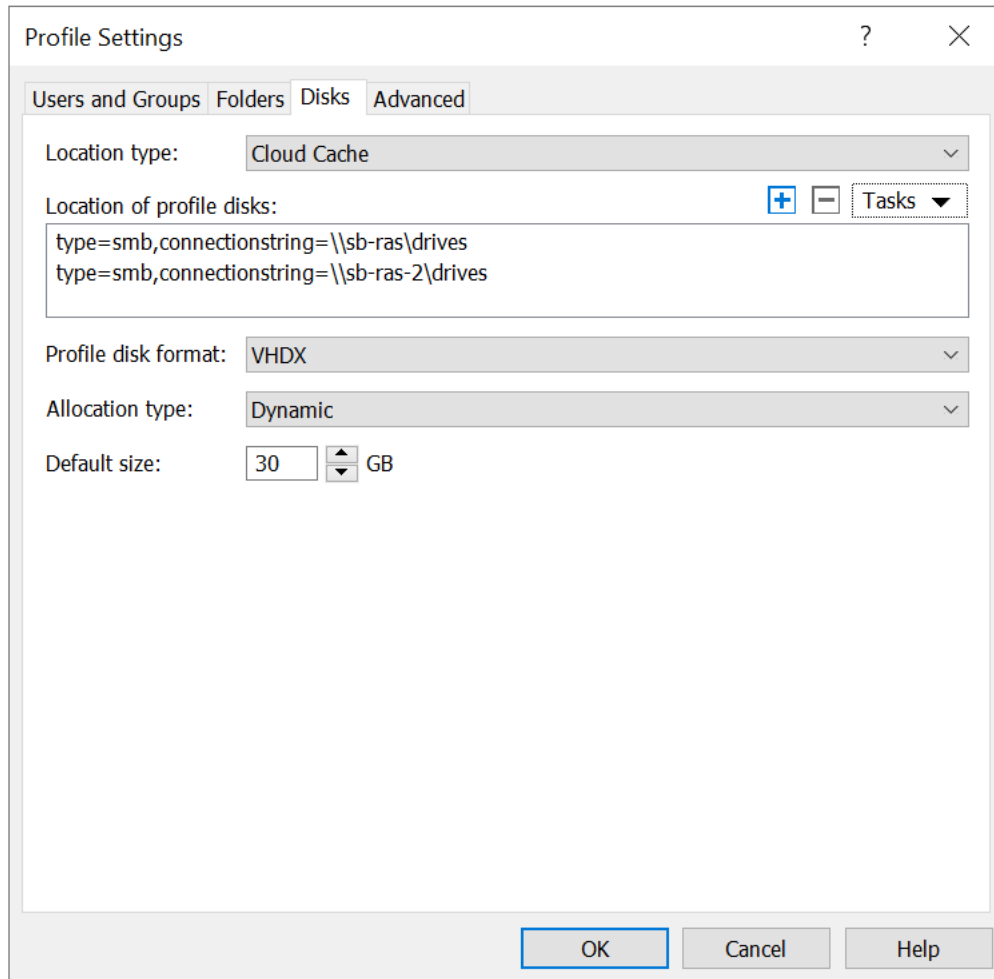 Profile Settings ?
Users and Groups Folders Disks Advanced
Location type: Cloud Cache
Location of profile disks: Tasks
type=smb,connectionstring=\\sb-ras\drives
type=smb,connectionstring=\\sb-ras-2\drives
Profile disk format: VHDX
Allocation type: Dynamic
Default size: 30 GB
OK Cancel Help